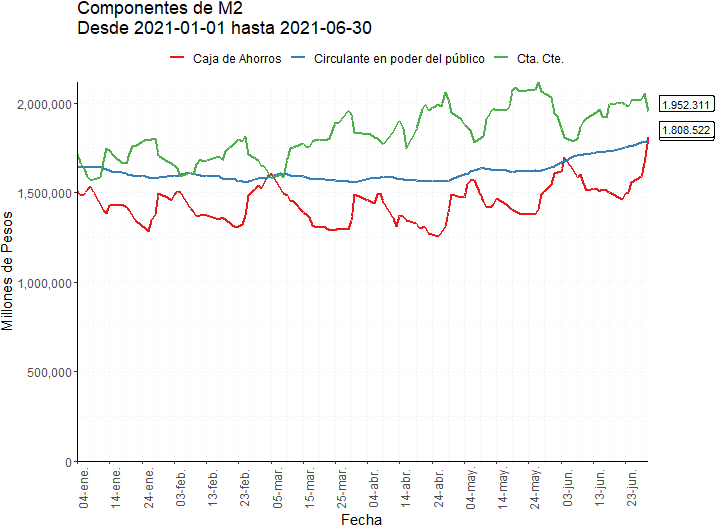 Componentes de M2
Desde 2021-01-01 hasta 2021-06-30
Caja de Ahorros Circulante en poder del público Cta. Cte.
Millones de Pesos
2,000,000
1,500,000
1,000,000
500,000
0
1.952.311
1.808.522
04-ene. 14-ene. 24-ene. 03-feb. 13-feb. 23-feb. 05-mar. 15-mar. 25-mar. 04-abr. 14-abr. 24-abr. 04-may. 14-may. 24-may. 03-jun. 13-jun. 23-jun.
Fecha